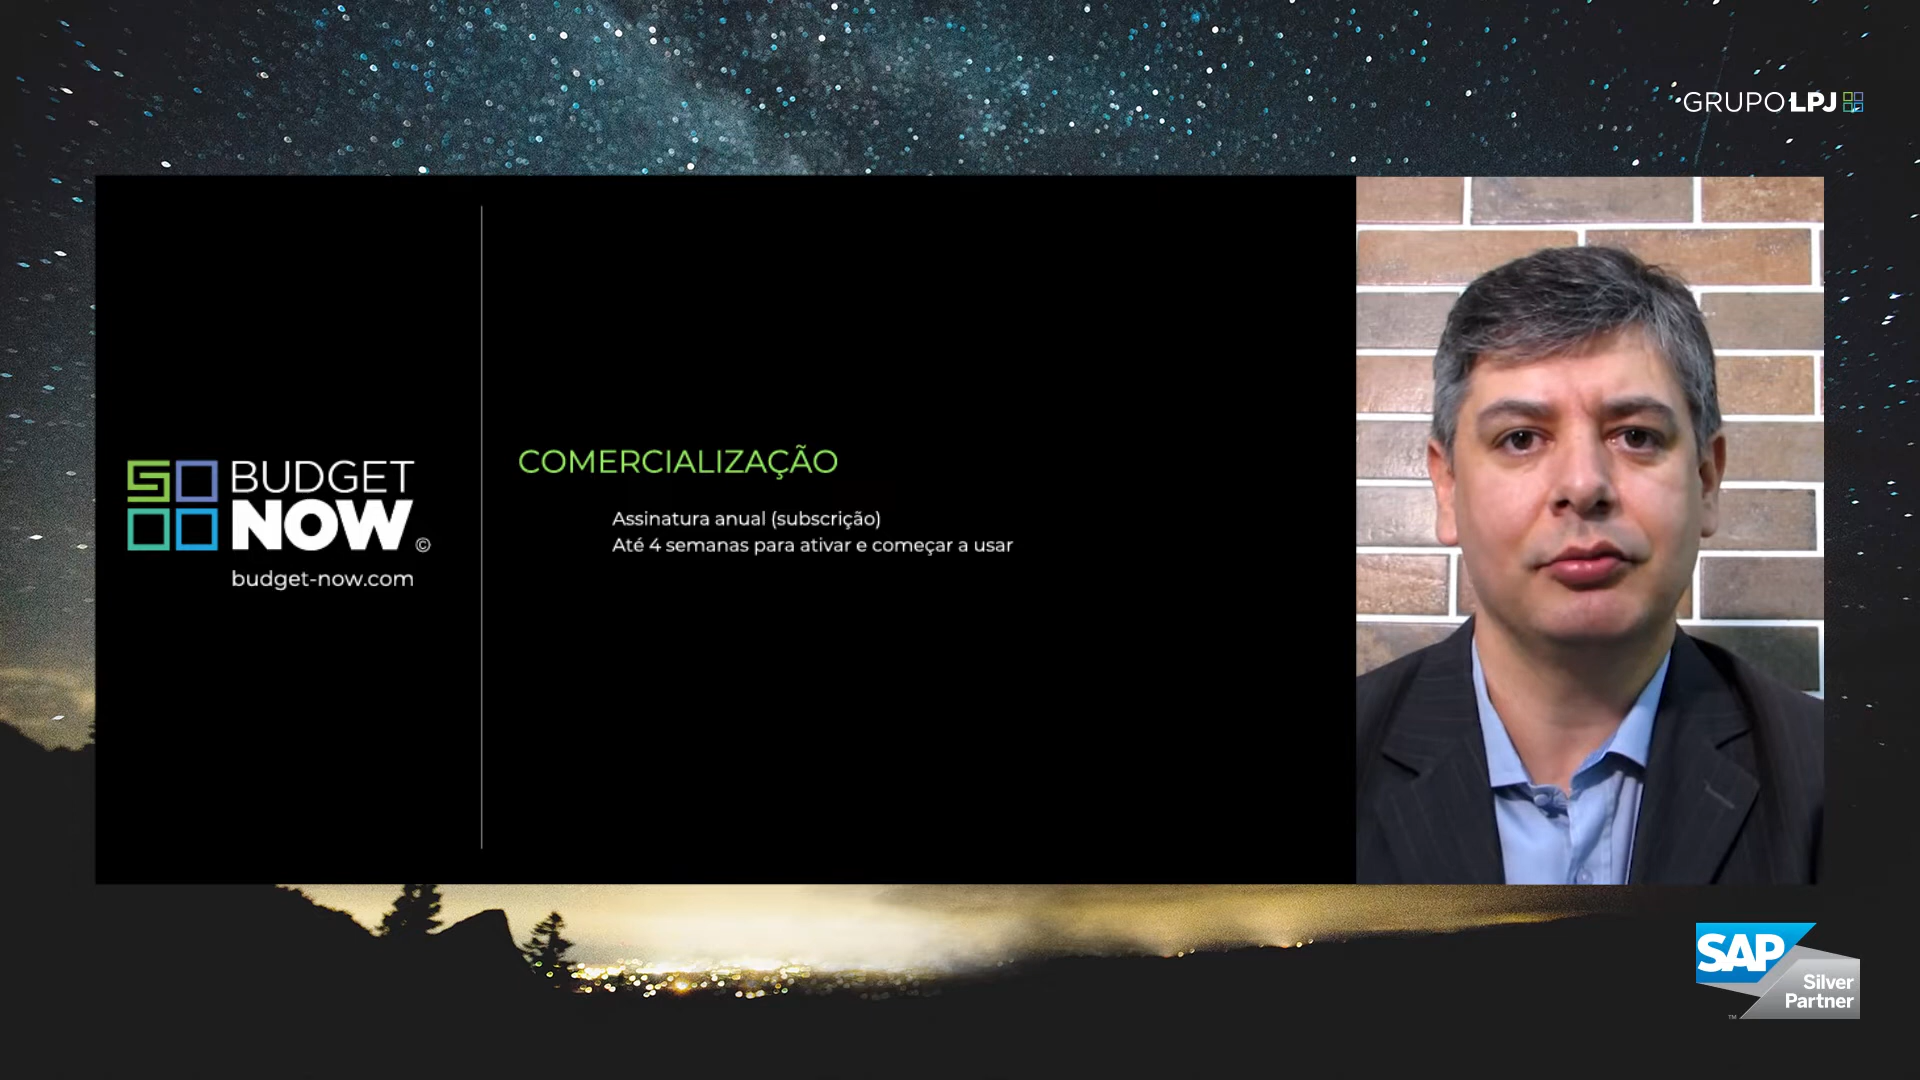 GRUPO LPJ
BUDGET
NOW ©
budget-now.com
COMERCIALIZAÇÃO
Assinatura anual (subscrição)
Até 4 semanas para ativar e começar a usar
SAP
Silver
Partner
TM